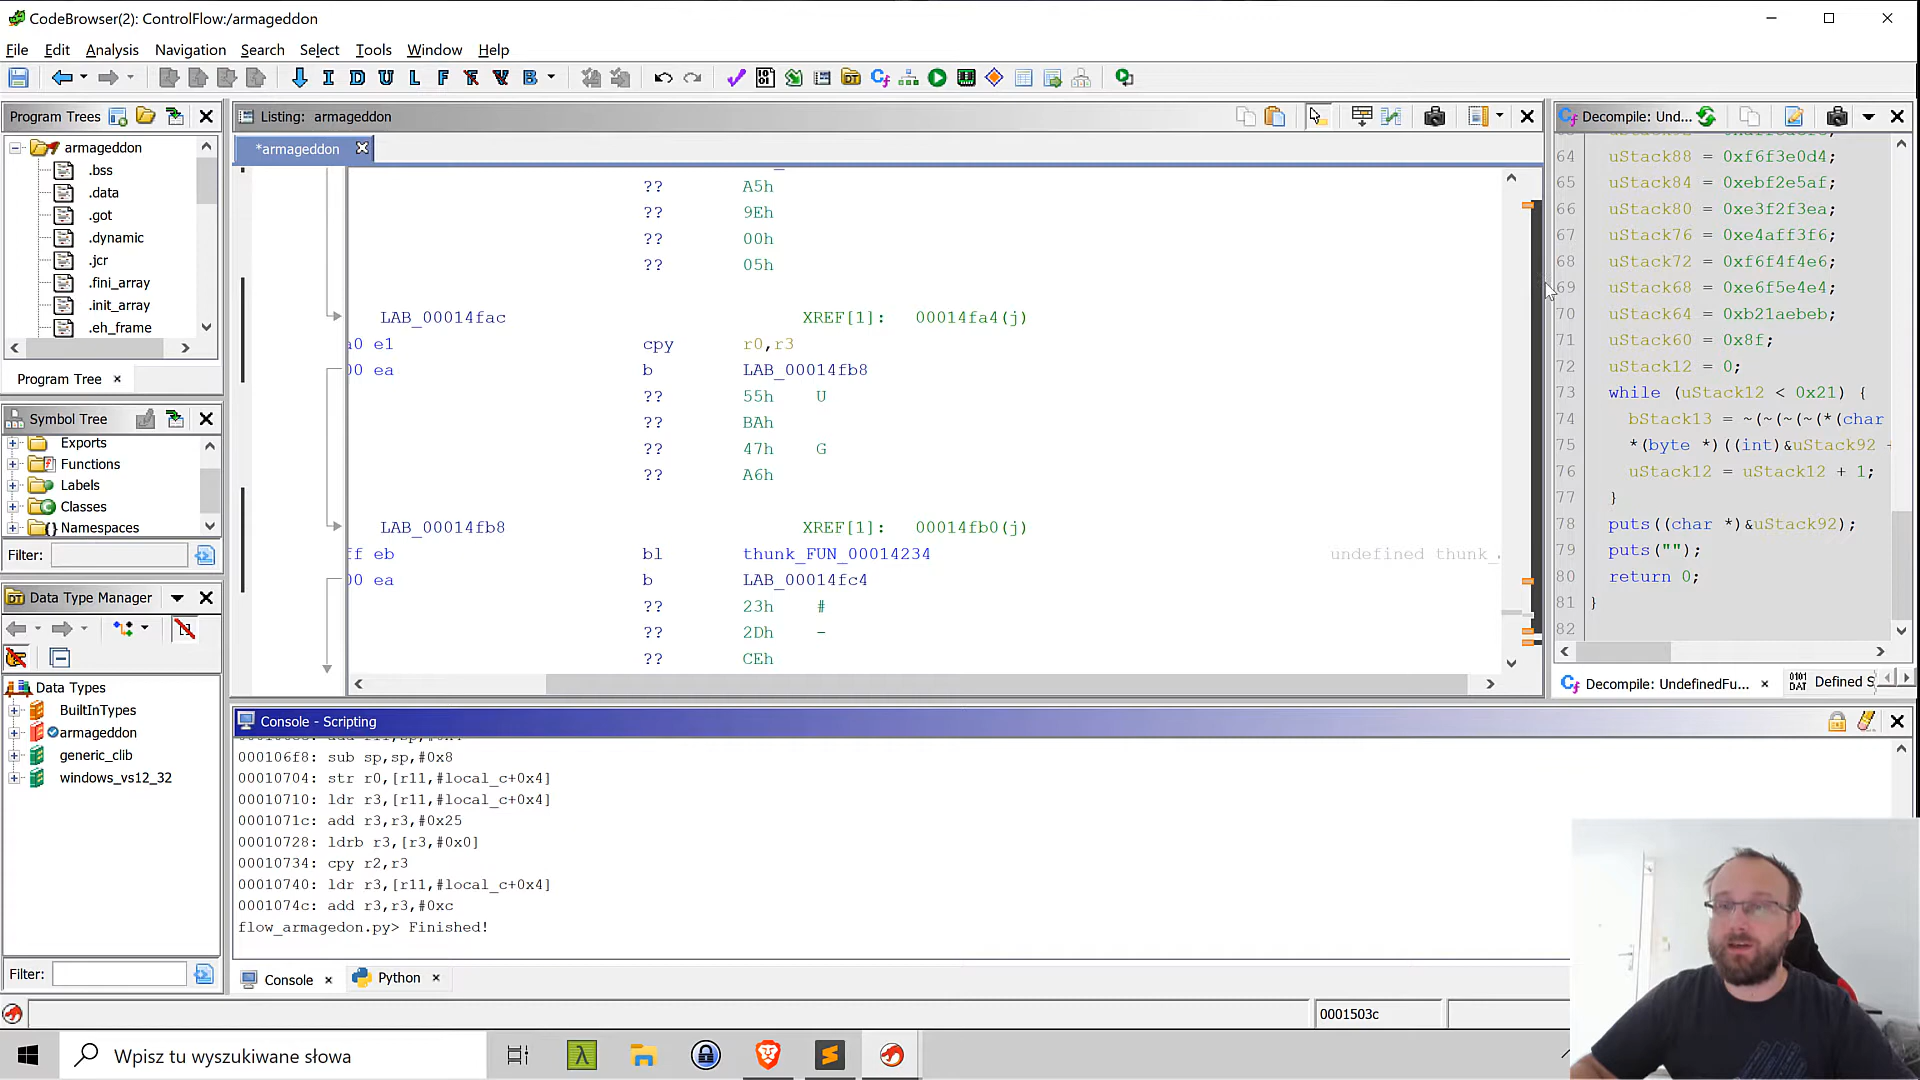 CodeBrowser(2): ControlFlow:/armageddon
File Edit Analysis Navigation Search Select Tools Window Help
I D U L F F V B
Program Trees
armageddon
.bss
.data
.got
.dynamic
.jcr
.fini_array
.init_array
.eh_frame
Program Tree
Symbol Tree
Exports
Functions
Labels
Classes
Namespaces
Filter:
Data Type Manager
Data Types
BuiltInTypes
armageddon
generic_clib
windows_vs12_32
Filter:
Listing: armageddon
*armageddon
?? A5h
?? 9Eh
?? 00h
?? 05h
LAB_00014fac XREF[1]: 00014fa4(j)
a0 e1 cpy r0,r3
00 ea b LAB_00014fb8
?? 55h U
?? BAh
?? 47h G
?? A6h
LAB_00014fb8 XREF[1]: 00014fb0(j)
ff eb bl thunk_FUN_00014234 undefined thunk_
00 ea b LAB_00014fc4
?? 23h #
?? 2Dh -
?? CEh
Decompile: Und...
64 uStack88 = 0xf6f3e0d4;
65 uStack84 = 0xebf2e5af;
66 uStack80 = 0xe3f2f3ea;
67 uStack76 = 0xe4aff3f6;
68 uStack72 = 0xf6f4f4e6;
69 uStack68 = 0xe6f5e4e4;
70 uStack64 = 0xb21aebeb;
71 uStack60 = 0x8f;
72 uStack12 = 0;
73 while (uStack12 < 0x21) {
74 bStack13 = ~(~(~(~(*(char
75 *(byte *)((int)&uStack92 +
76 uStack12 = uStack12 + 1;
77 }
78 puts((char *)&uStack92);
79 puts("");
80 return 0;
81 }
82
Decompile: UndefinedFu... Defined S
Console - Scripting
000106f8: sub sp,sp,#0x8
00010704: str r0,[r11,#local_c+0x4]
00010710: ldr r3,[r11,#local_c+0x4]
0001071c: add r3,r3,#0x25
00010728: ldrb r3,[r3,#0x0]
00010734: cpy r2,r3
00010740: ldr r3,[r11,#local_c+0x4]
0001074c: add r3,r3,#0xc
flow_armagedon.py> Finished!
Console Python
0001503c
Wpisz tu wyszukiwane słowa